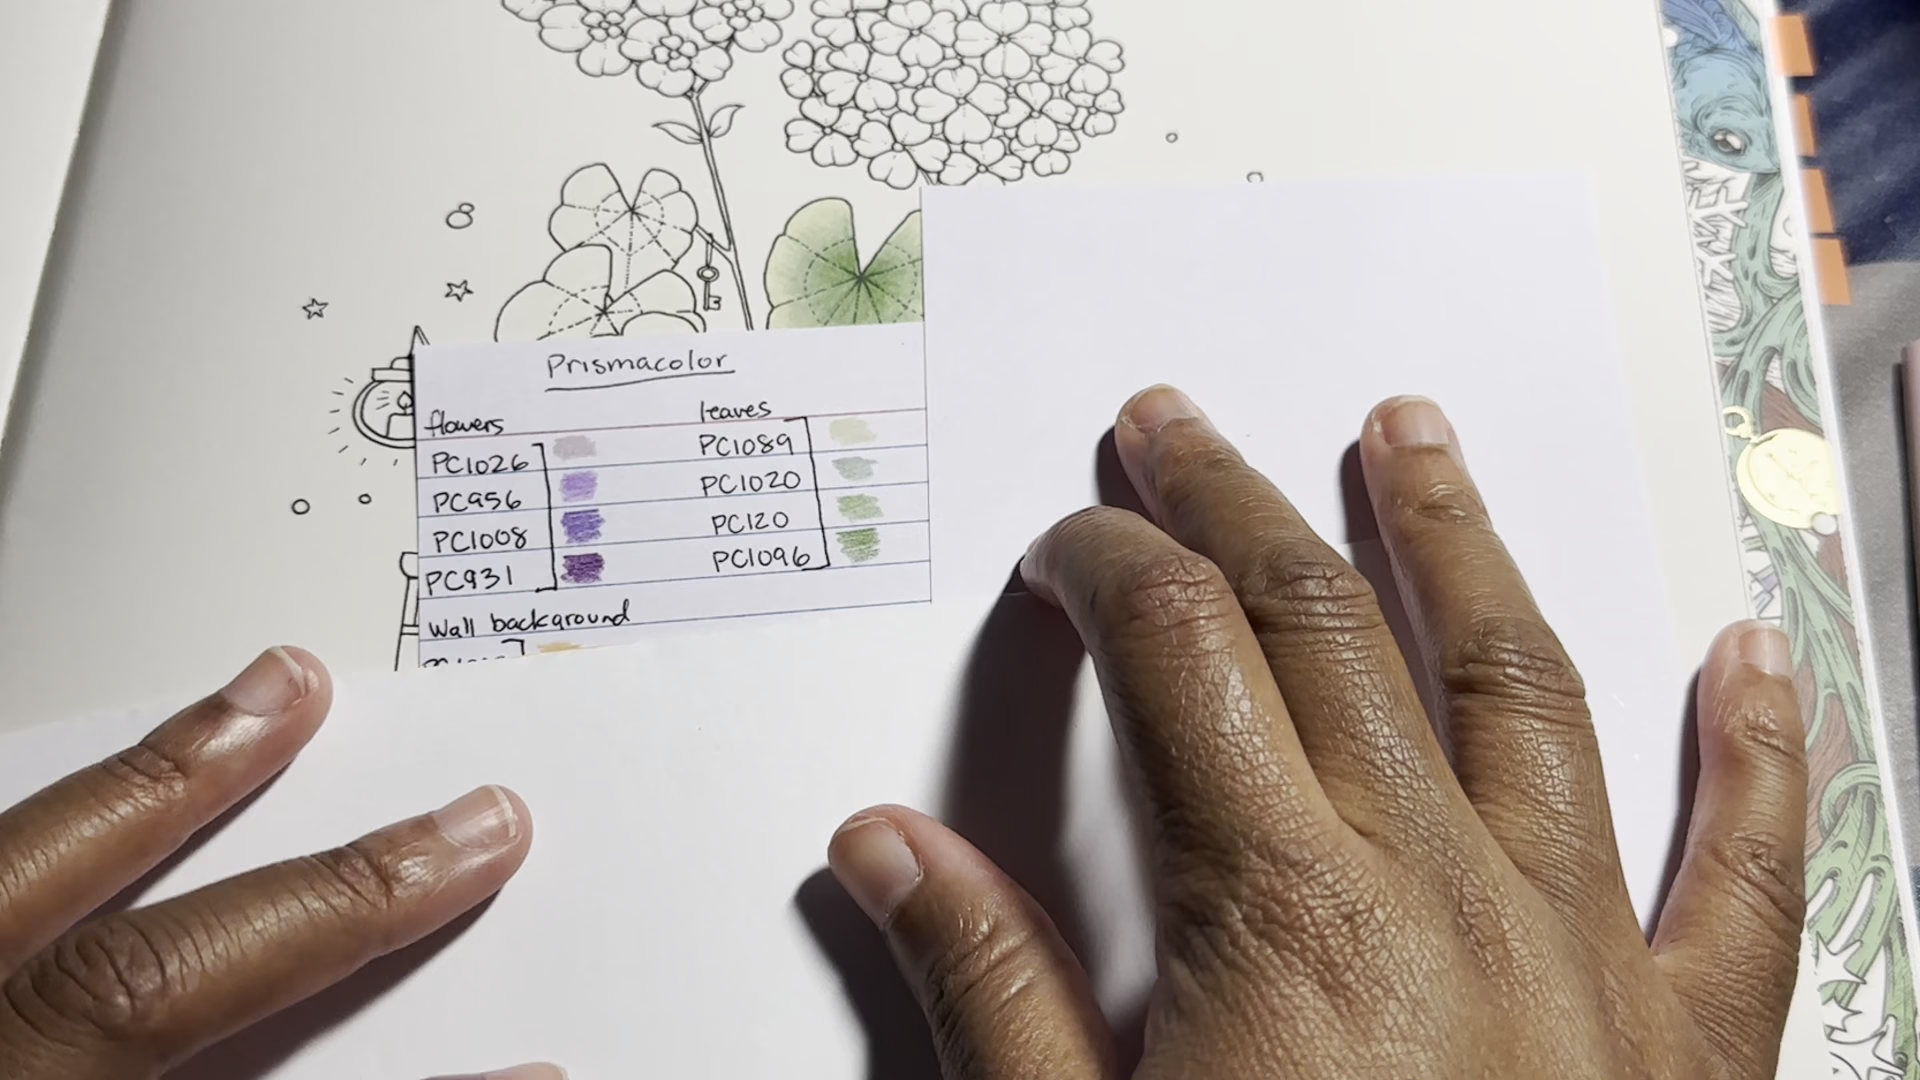 Prismacolor
flowers leaves
PC1026 PC1089
PC956 PC1020
PC1008 PC120
PC931 PC1096
Wall background